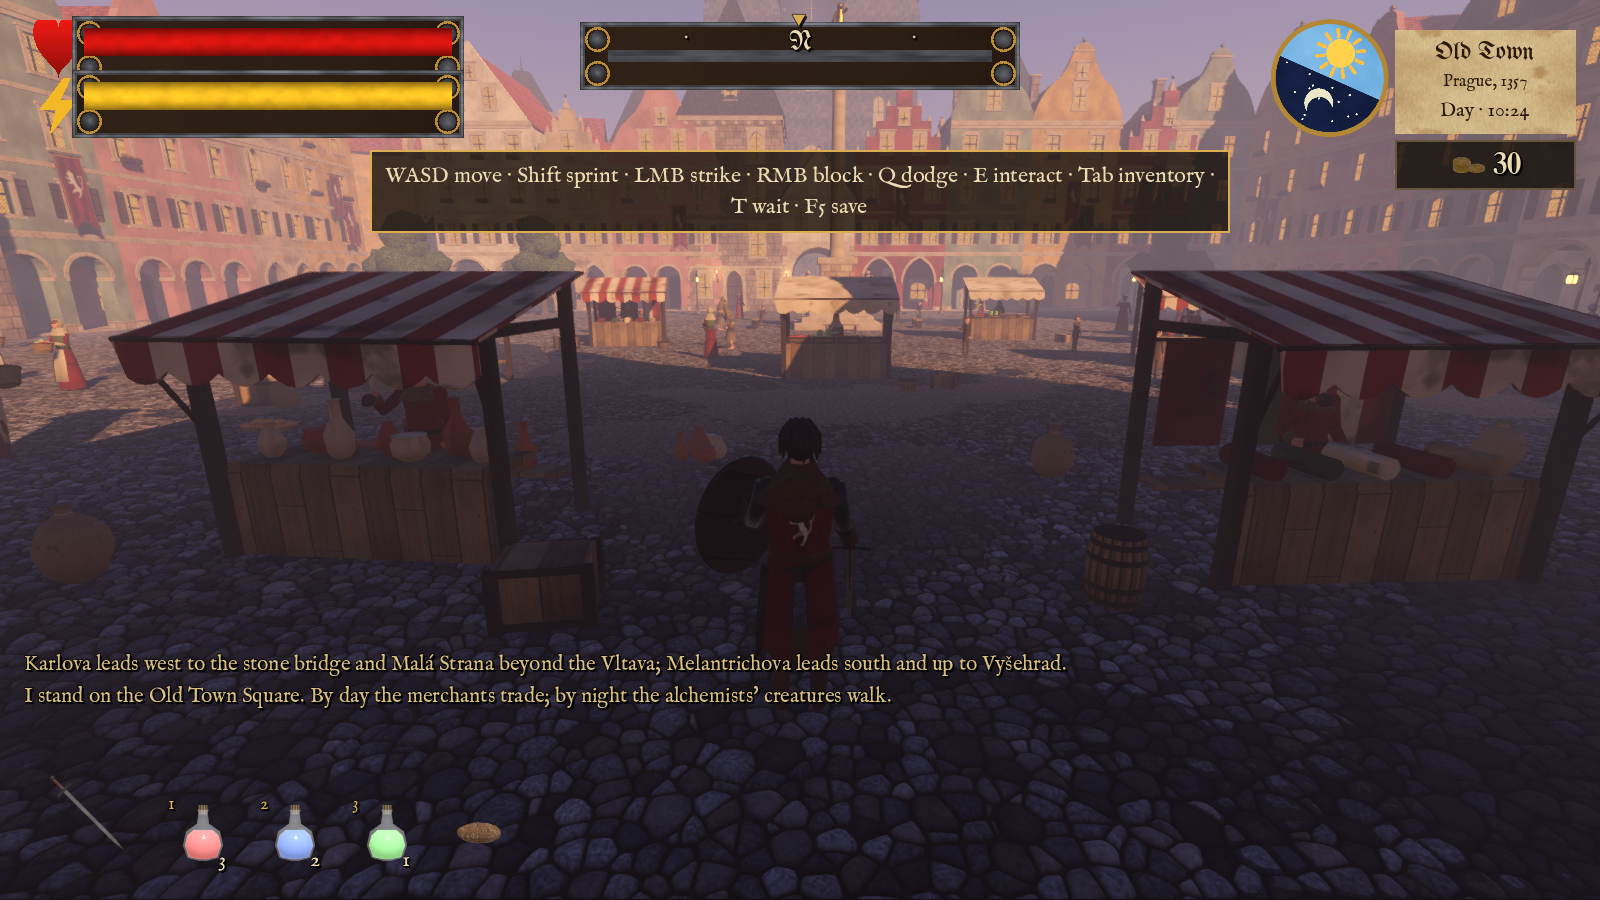 N
Old Town
Prague, 1357
Day · 10:24
30
WASD move · Shift sprint · LMB strike · RMB block · Q dodge · E interact · Tab inventory ·
T wait · F5 save
Karlova leads west to the stone bridge and Malá Strana beyond the Vltava; Melantrichova leads south and up to Vyšehrad.
I stand on the Old Town Square. By day the merchants trade; by night the alchemists’ creatures walk.
1 2 3
3 2 1